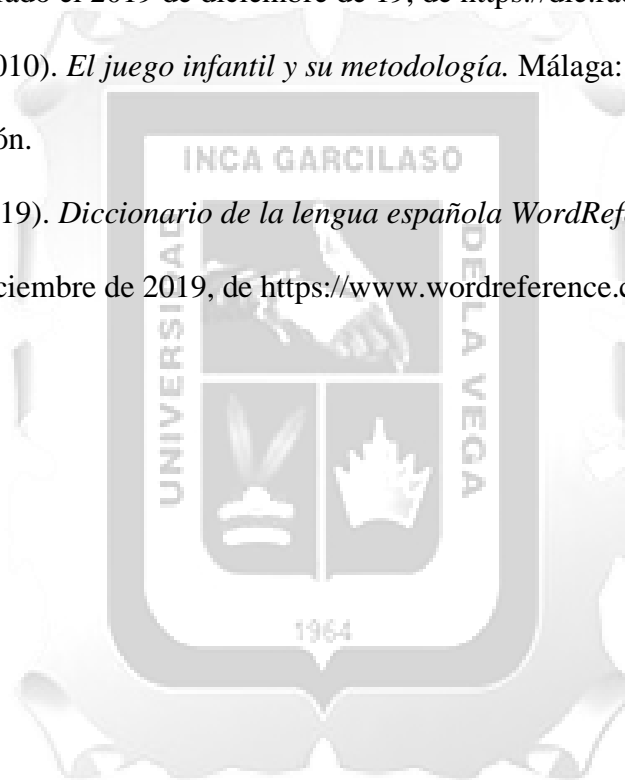 ado el 2019 de diciembre de 19, de https://dle.rae
010). El juego infantil y su metodología. Málaga:
ón.
INCA GARCILASO
19). Diccionario de la lengua española WordRef
ciembre de 2019, de https://www.wordreference.c
UNIVERSIDAD
DE LA VEGA
1964